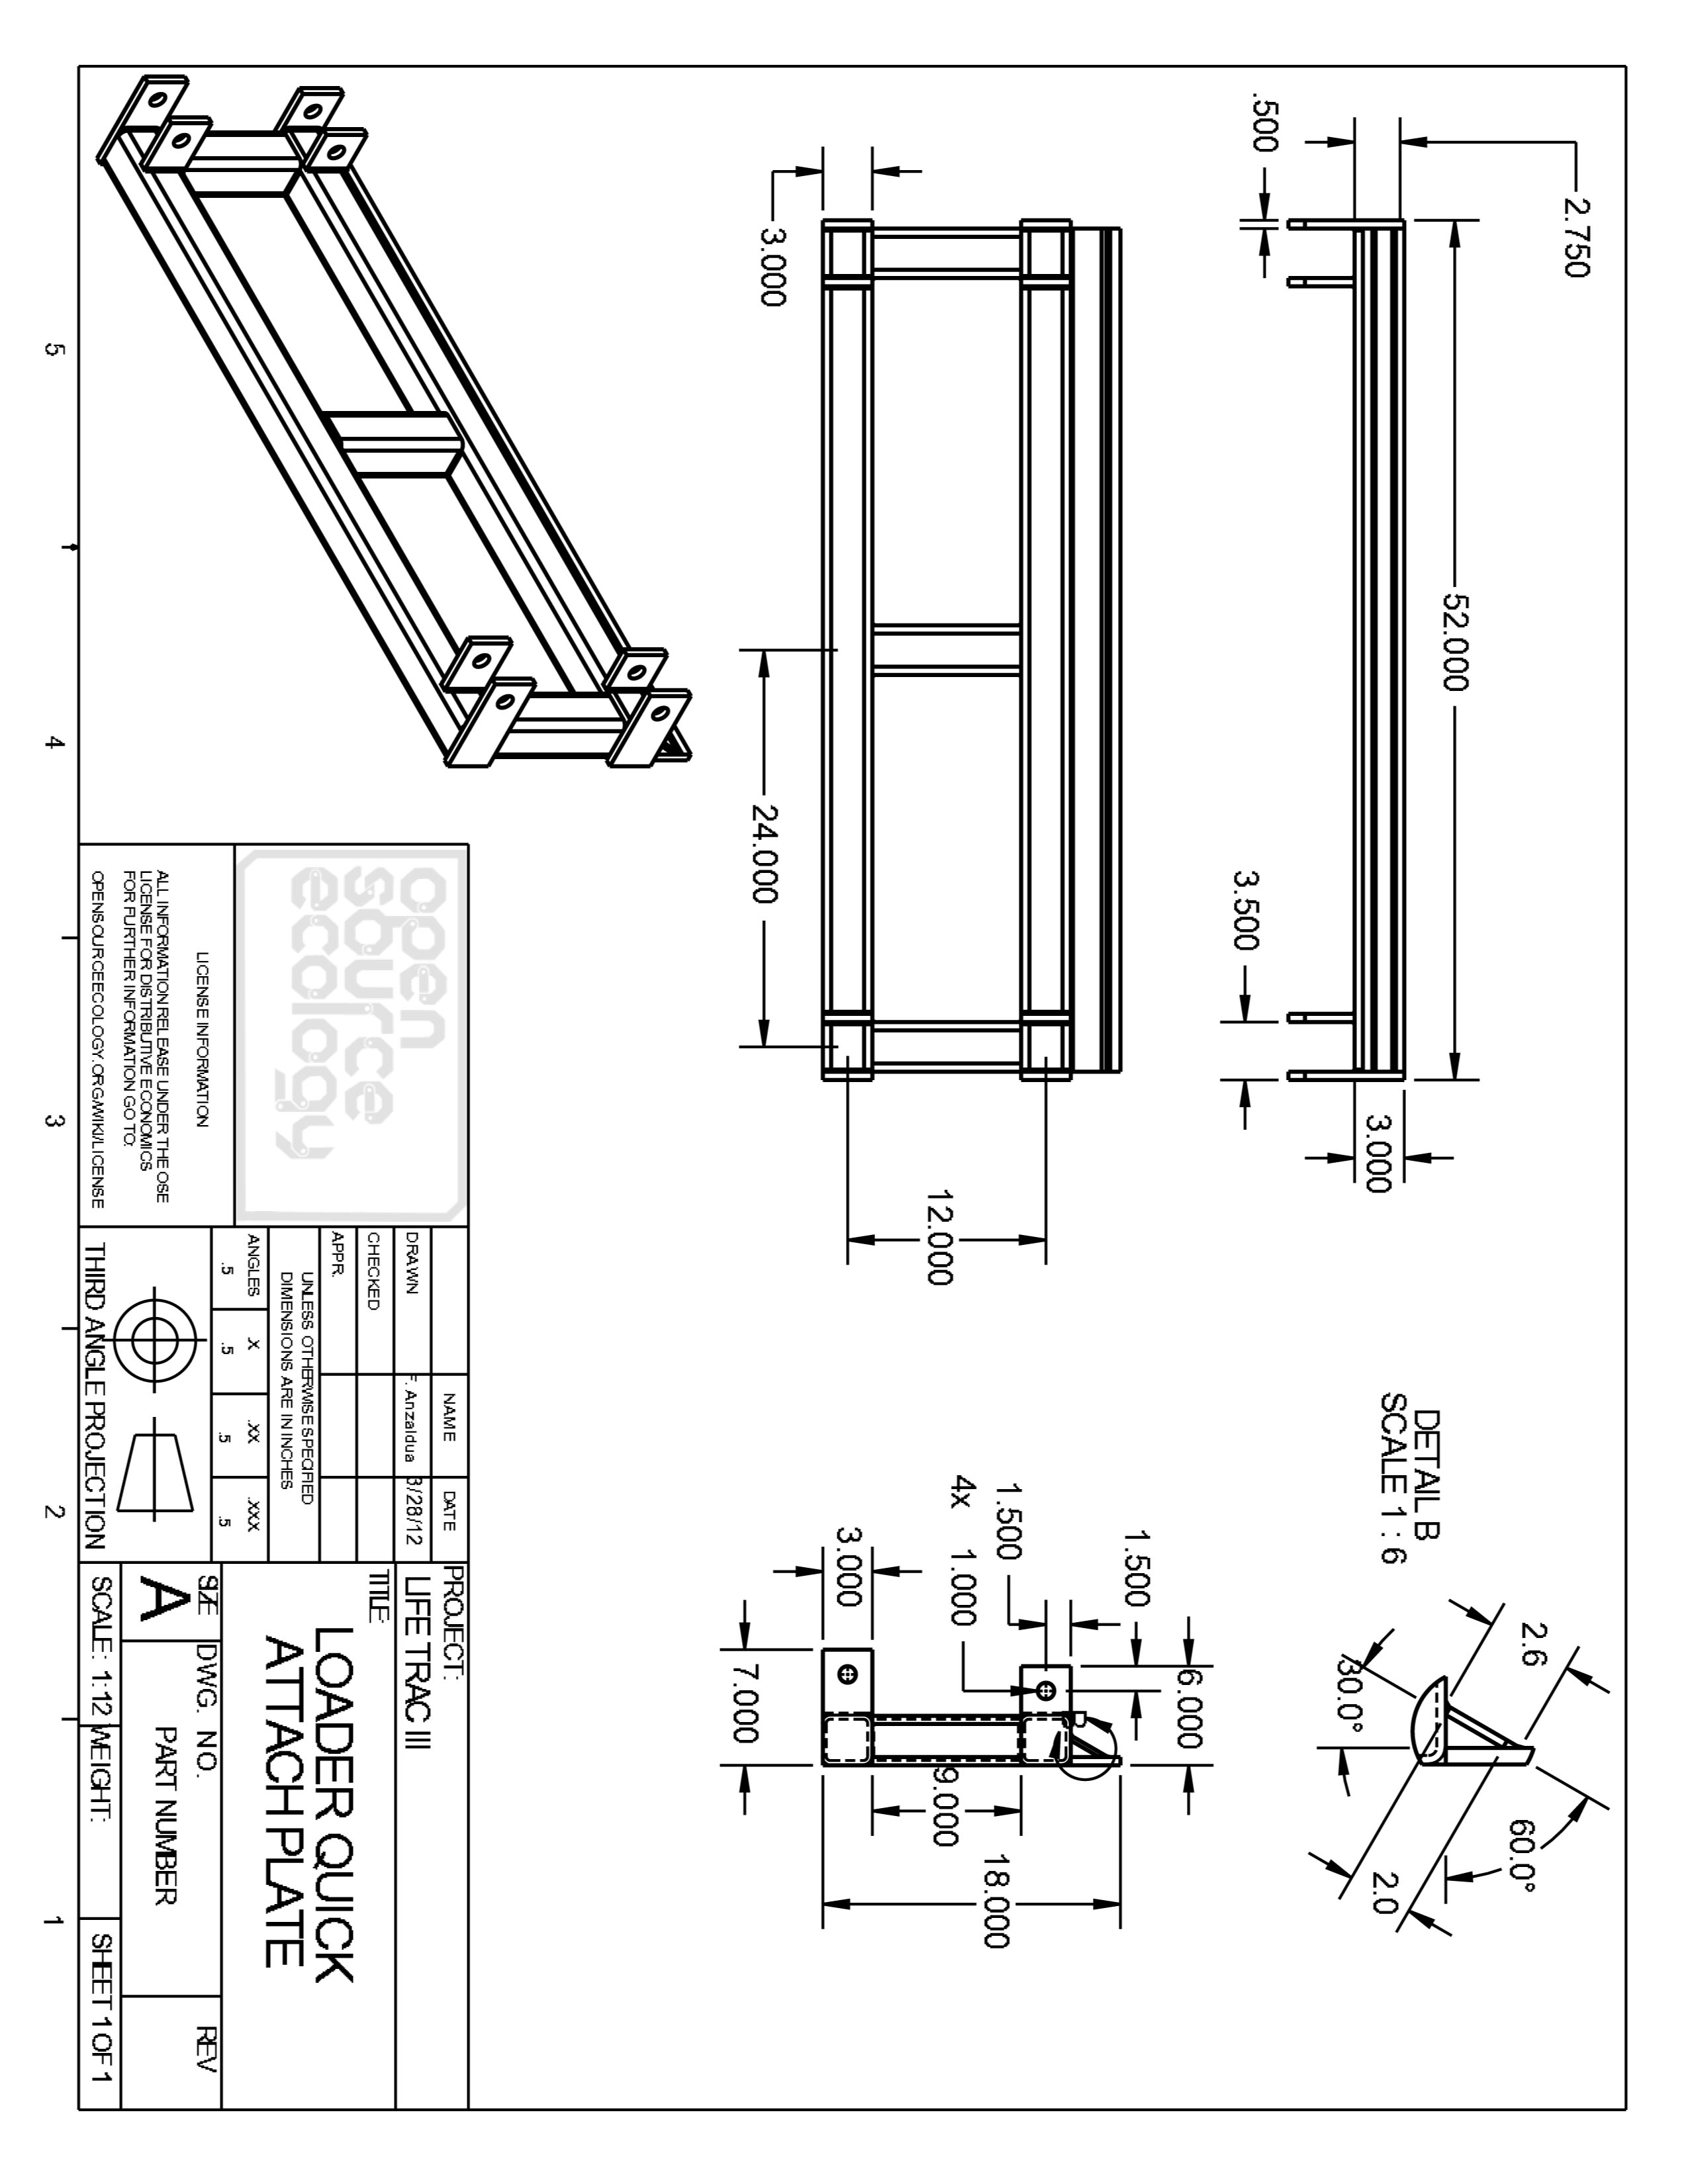 2.750
.500
52.000
3.500
3.000
DETAIL B
SCALE 1 : 6
2.6
30.0°
60.0°
2.0
3.000
24.000
12.000
1.500
1.500
4x 1.000
3.000
6.000
7.000
9.000
18.000
5
4
3
2
1
open
source
ecology
LICENSE INFORMATION
ALL INFORMATION RELEASE UNDER THE OSE
LICENSE FOR DISTRIBUTIVE ECONOMICS
FOR FURTHER INFORMATION GO TO:
OPENSOURCEECOLOGY.ORG/WIKI/LICENSE
NAME DATE
DRAWN F. Anzaldua 3/28/12
CHECKED
APPR.
UNLESS OTHERWISE SPECIFIED
DIMENSIONS ARE IN INCHES
ANGLES X .XX .XXX
.5 .5 .5 .5
THIRD ANGLE PROJECTION
PROJECT:
LIFE TRAC III
TITLE:
LOADER QUICK
ATTACH PLATE
SIZE DWG. NO. REV
A PART NUMBER
SCALE: 1:12 WEIGHT: SHEET 1 OF 1